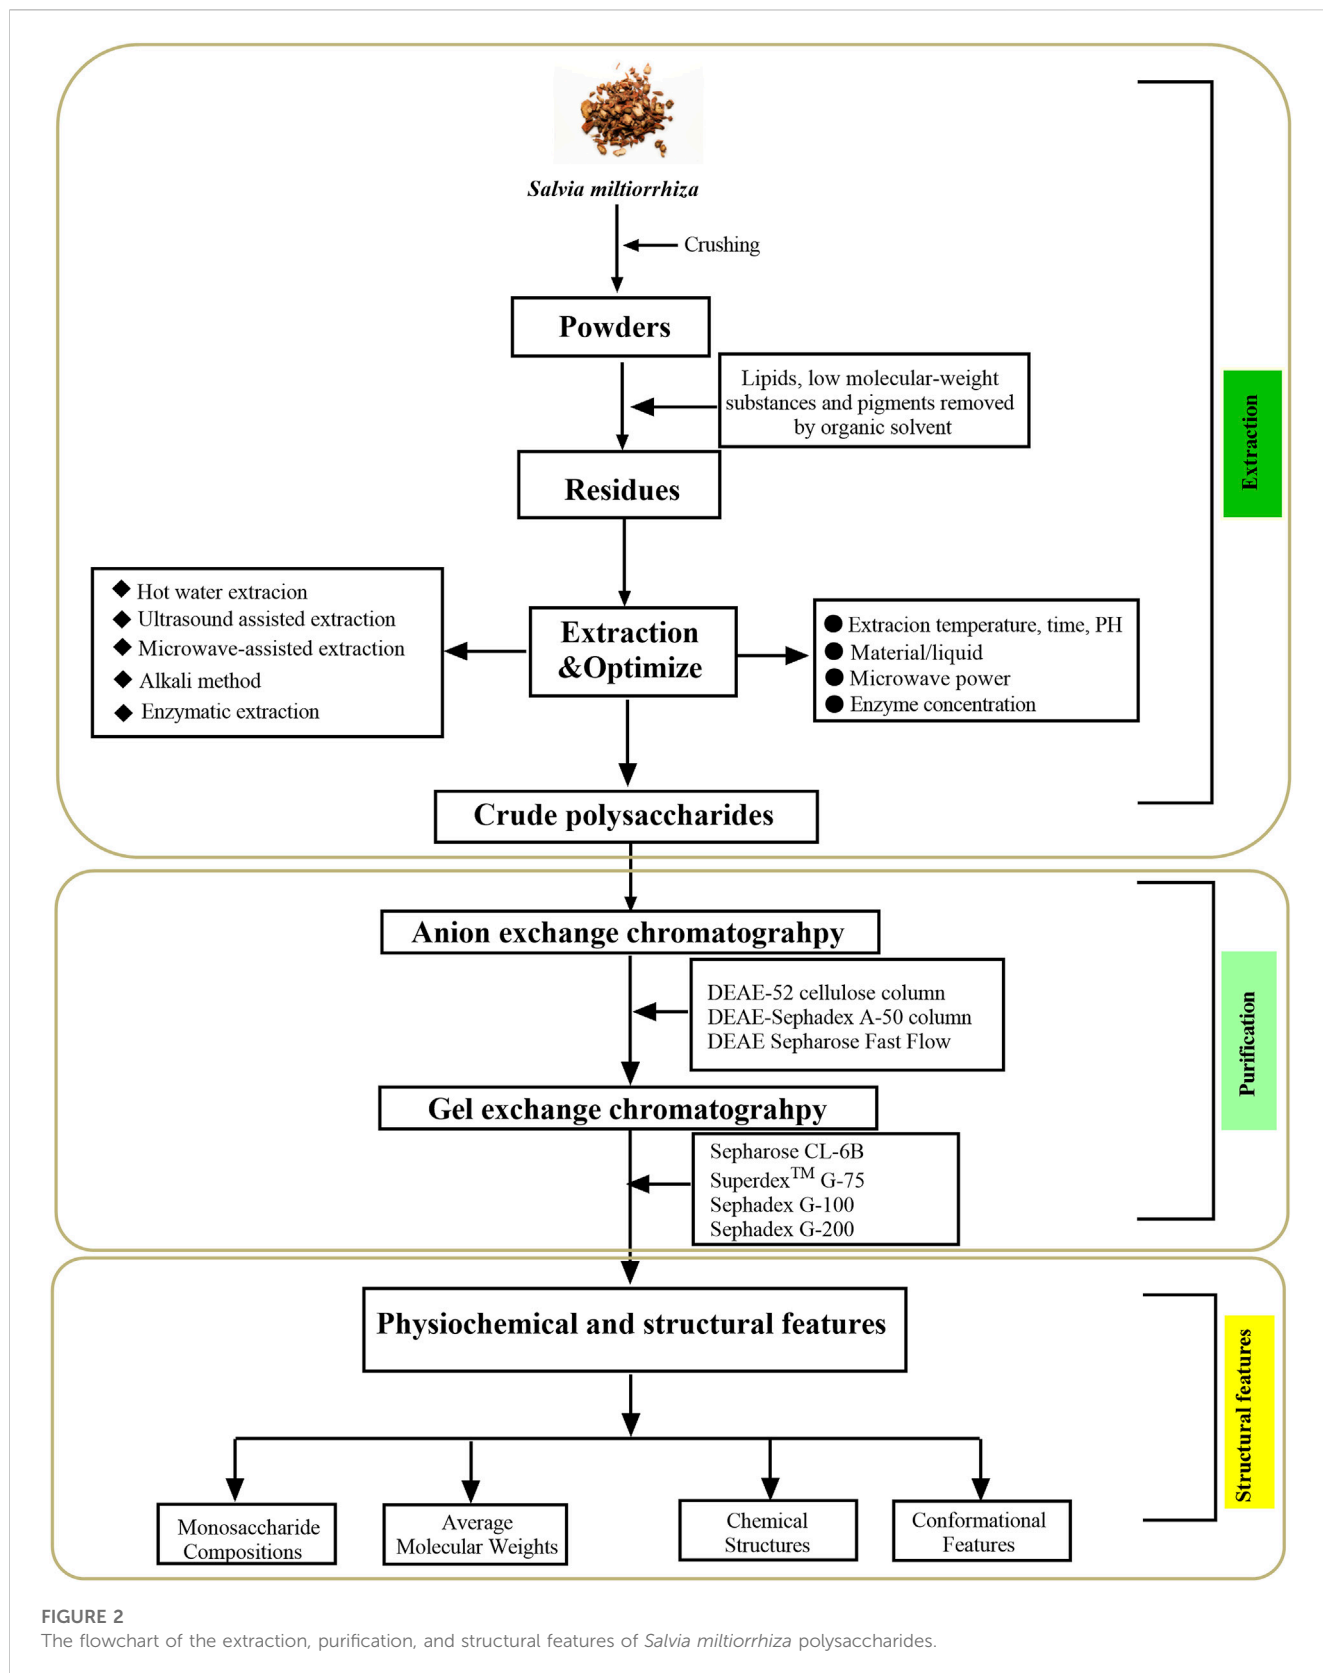 Salvia miltiorrhiza
Crushing
Powders
Lipids, low molecular-weight
substances and pigments removed
by organic solvent
Residues
Extraction
◆ Hot water extracion
◆ Ultrasound assisted extraction
◆ Microwave-assisted extraction
◆ Alkali method
◆ Enzymatic extraction
Extraction
&Optimize
● Extracion temperature, time, PH
● Material/liquid
● Microwave power
● Enzyme concentration
Crude polysaccharides
Anion exchange chromatograhpy
DEAE-52 cellulose column
DEAE-Sephadex A-50 column
DEAE Sepharose Fast Flow
Purification
Gel exchange chromatograhpy
Sepharose CL-6B
Superdex™ G-75
Sephadex G-100
Sephadex G-200
Physiochemical and structural features
Structural features
Monosaccharide
Compositions
Average
Molecular Weights
Chemical
Structures
Conformational
Features
FIGURE 2
The flowchart of the extraction, purification, and structural features of Salvia miltiorrhiza polysaccharides.